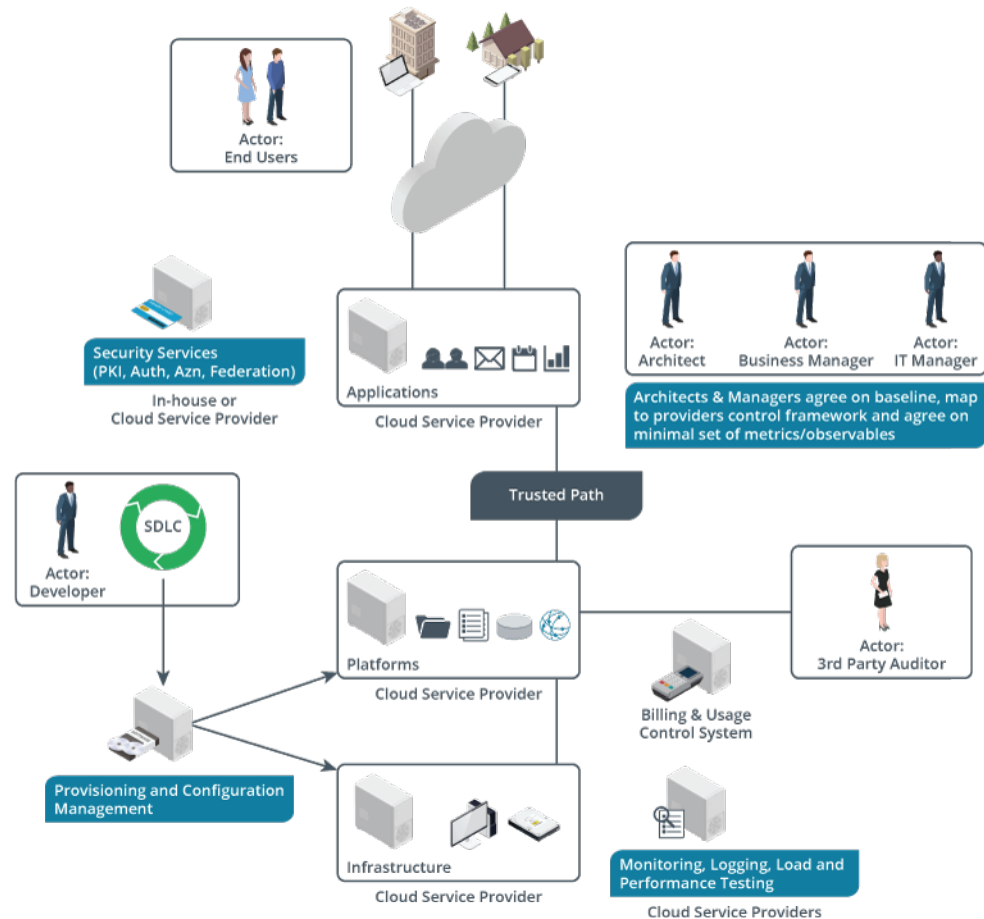 Actor:
End Users
Security Services
(PKI, Auth, Azn, Federation)
In-house or
Cloud Service Provider
Applications
Cloud Service Provider
Actor:
Architect
Actor:
Business Manager
Actor:
IT Manager
Architects & Managers agree on baseline, map
to providers control framework and agree on
minimal set of metrics/observables
Trusted Path
SDLC
Actor:
Developer
Platforms
Cloud Service Provider
Actor:
3rd Party Auditor
Billing & Usage
Control System
Provisioning and Configuration
Management
Infrastructure
Cloud Service Provider
Monitoring, Logging, Load and
Performance Testing
Cloud Service Providers